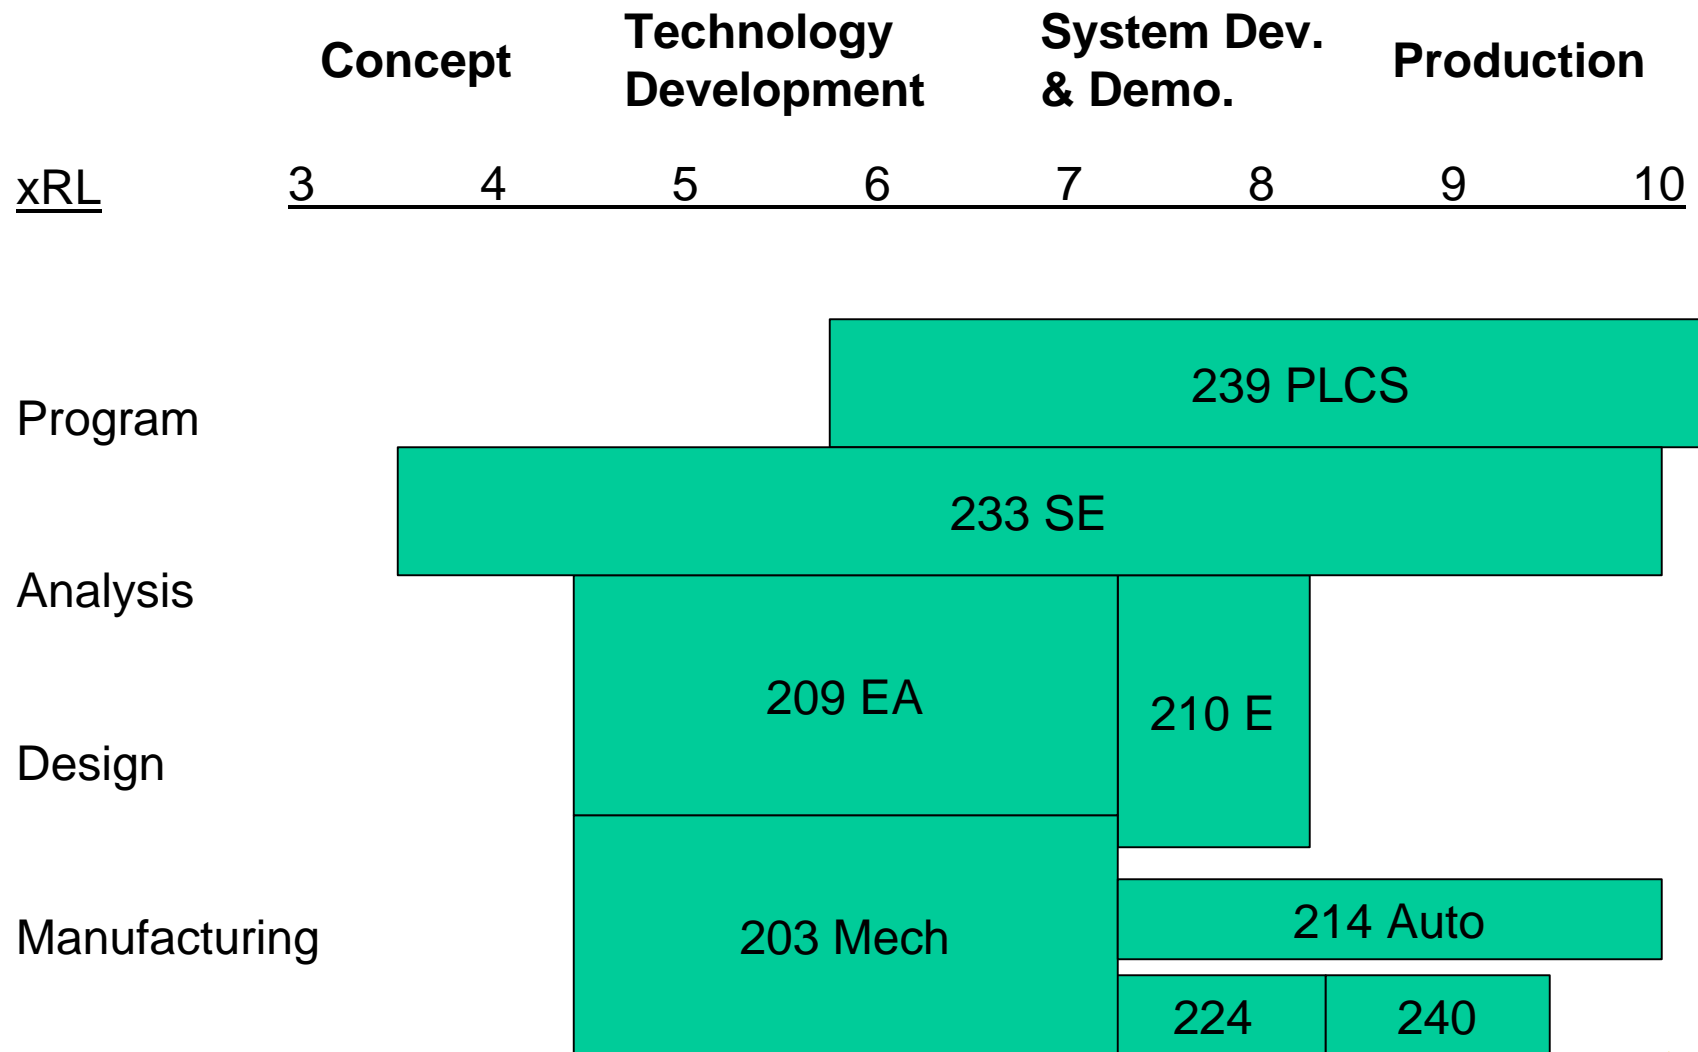 Concept
Technology
Development
System Dev.
& Demo.
Production
xRL 3 4 5 6 7 8 9 10
239 PLCS
Program
233 SE
Analysis
209 EA
210 E
Design
214 Auto
Manufacturing
203 Mech
224
240